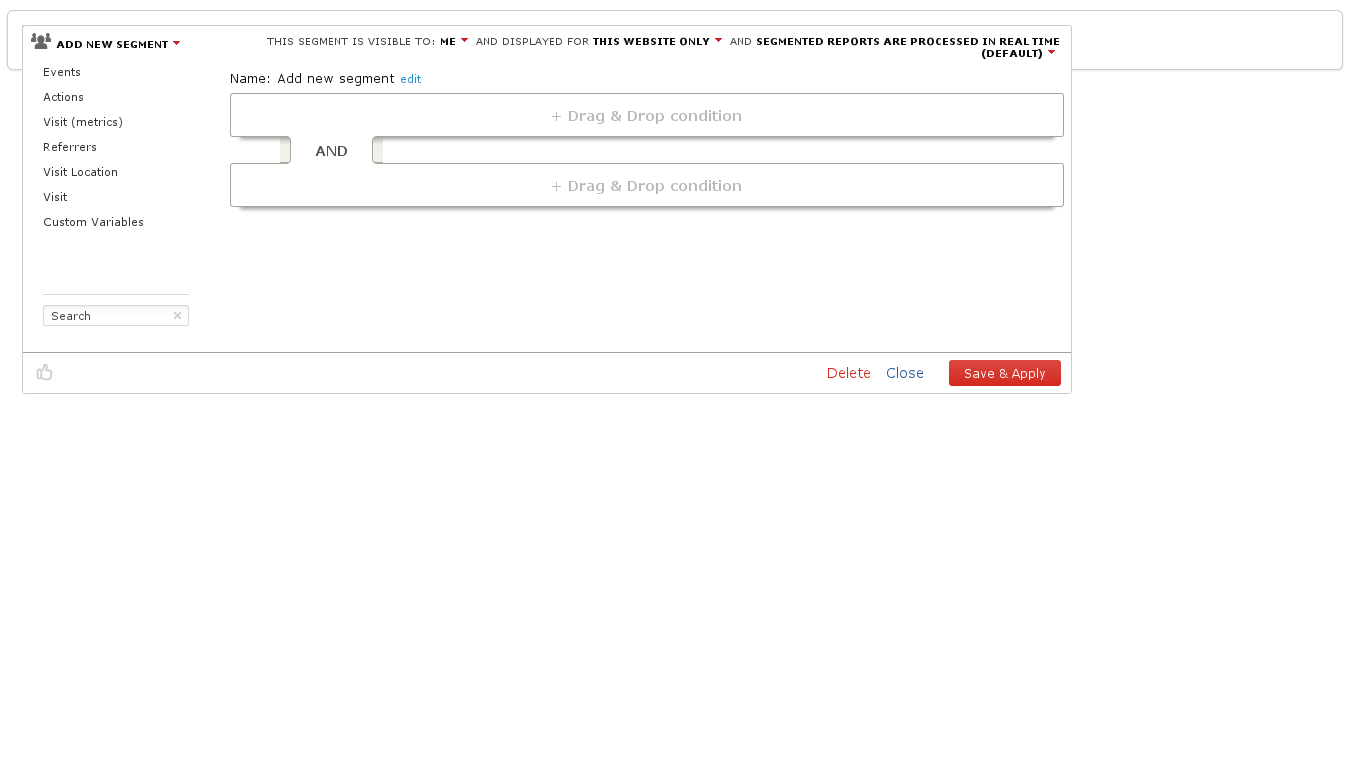 ADD NEW SEGMENT
THIS SEGMENT IS VISIBLE TO: ME AND DISPLAYED FOR THIS WEBSITE ONLY AND SEGMENTED REPORTS ARE PROCESSED IN REAL TIME
(DEFAULT)
Events
Actions
Visit (metrics)
Referrers
Visit Location
Visit
Custom Variables
Search
Name: Add new segment edit
+ Drag & Drop condition
AND
+ Drag & Drop condition
Delete Close Save & Apply